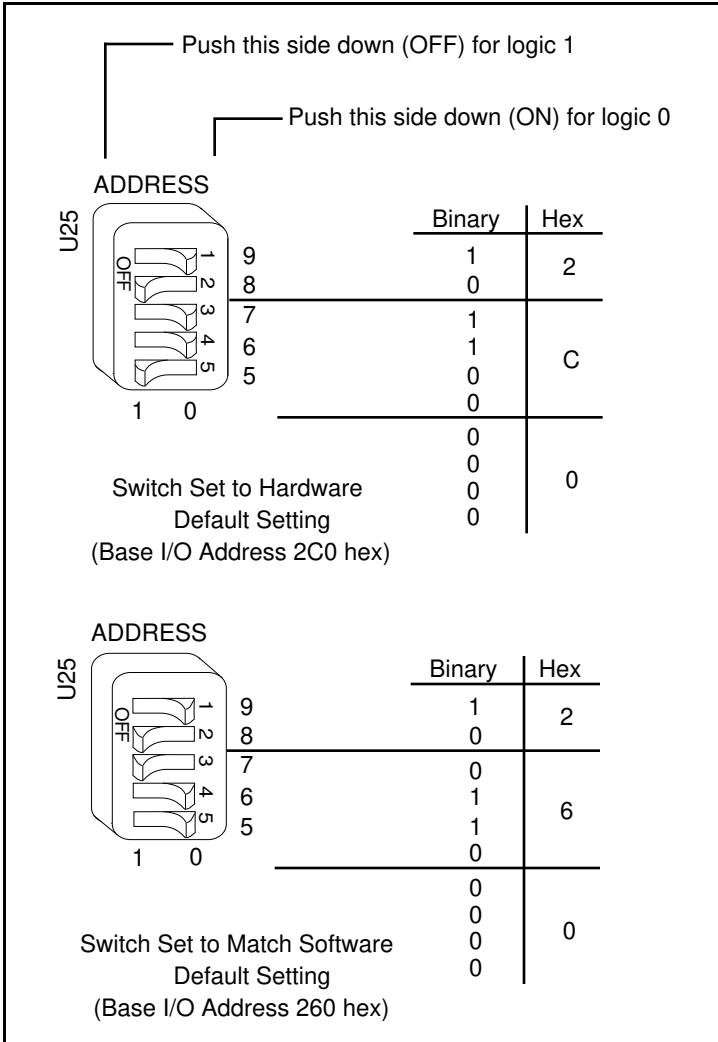 Push this side down (OFF) for logic 1
Push this side down (ON) for logic 0
ADDRESS
U25
OFF
1
2
3
4
5
9
8
7
6
5
1 0
Binary Hex
1
0
2
1
1
0
0
C
0
0
0
0
0
Switch Set to Hardware
Default Setting
(Base I/O Address 2C0 hex)
ADDRESS
U25
OFF
1
2
3
4
5
9
8
7
6
5
1 0
Binary Hex
1
0
2
0
1
1
0
6
0
0
0
0
0
Switch Set to Match Software
Default Setting
(Base I/O Address 260 hex)